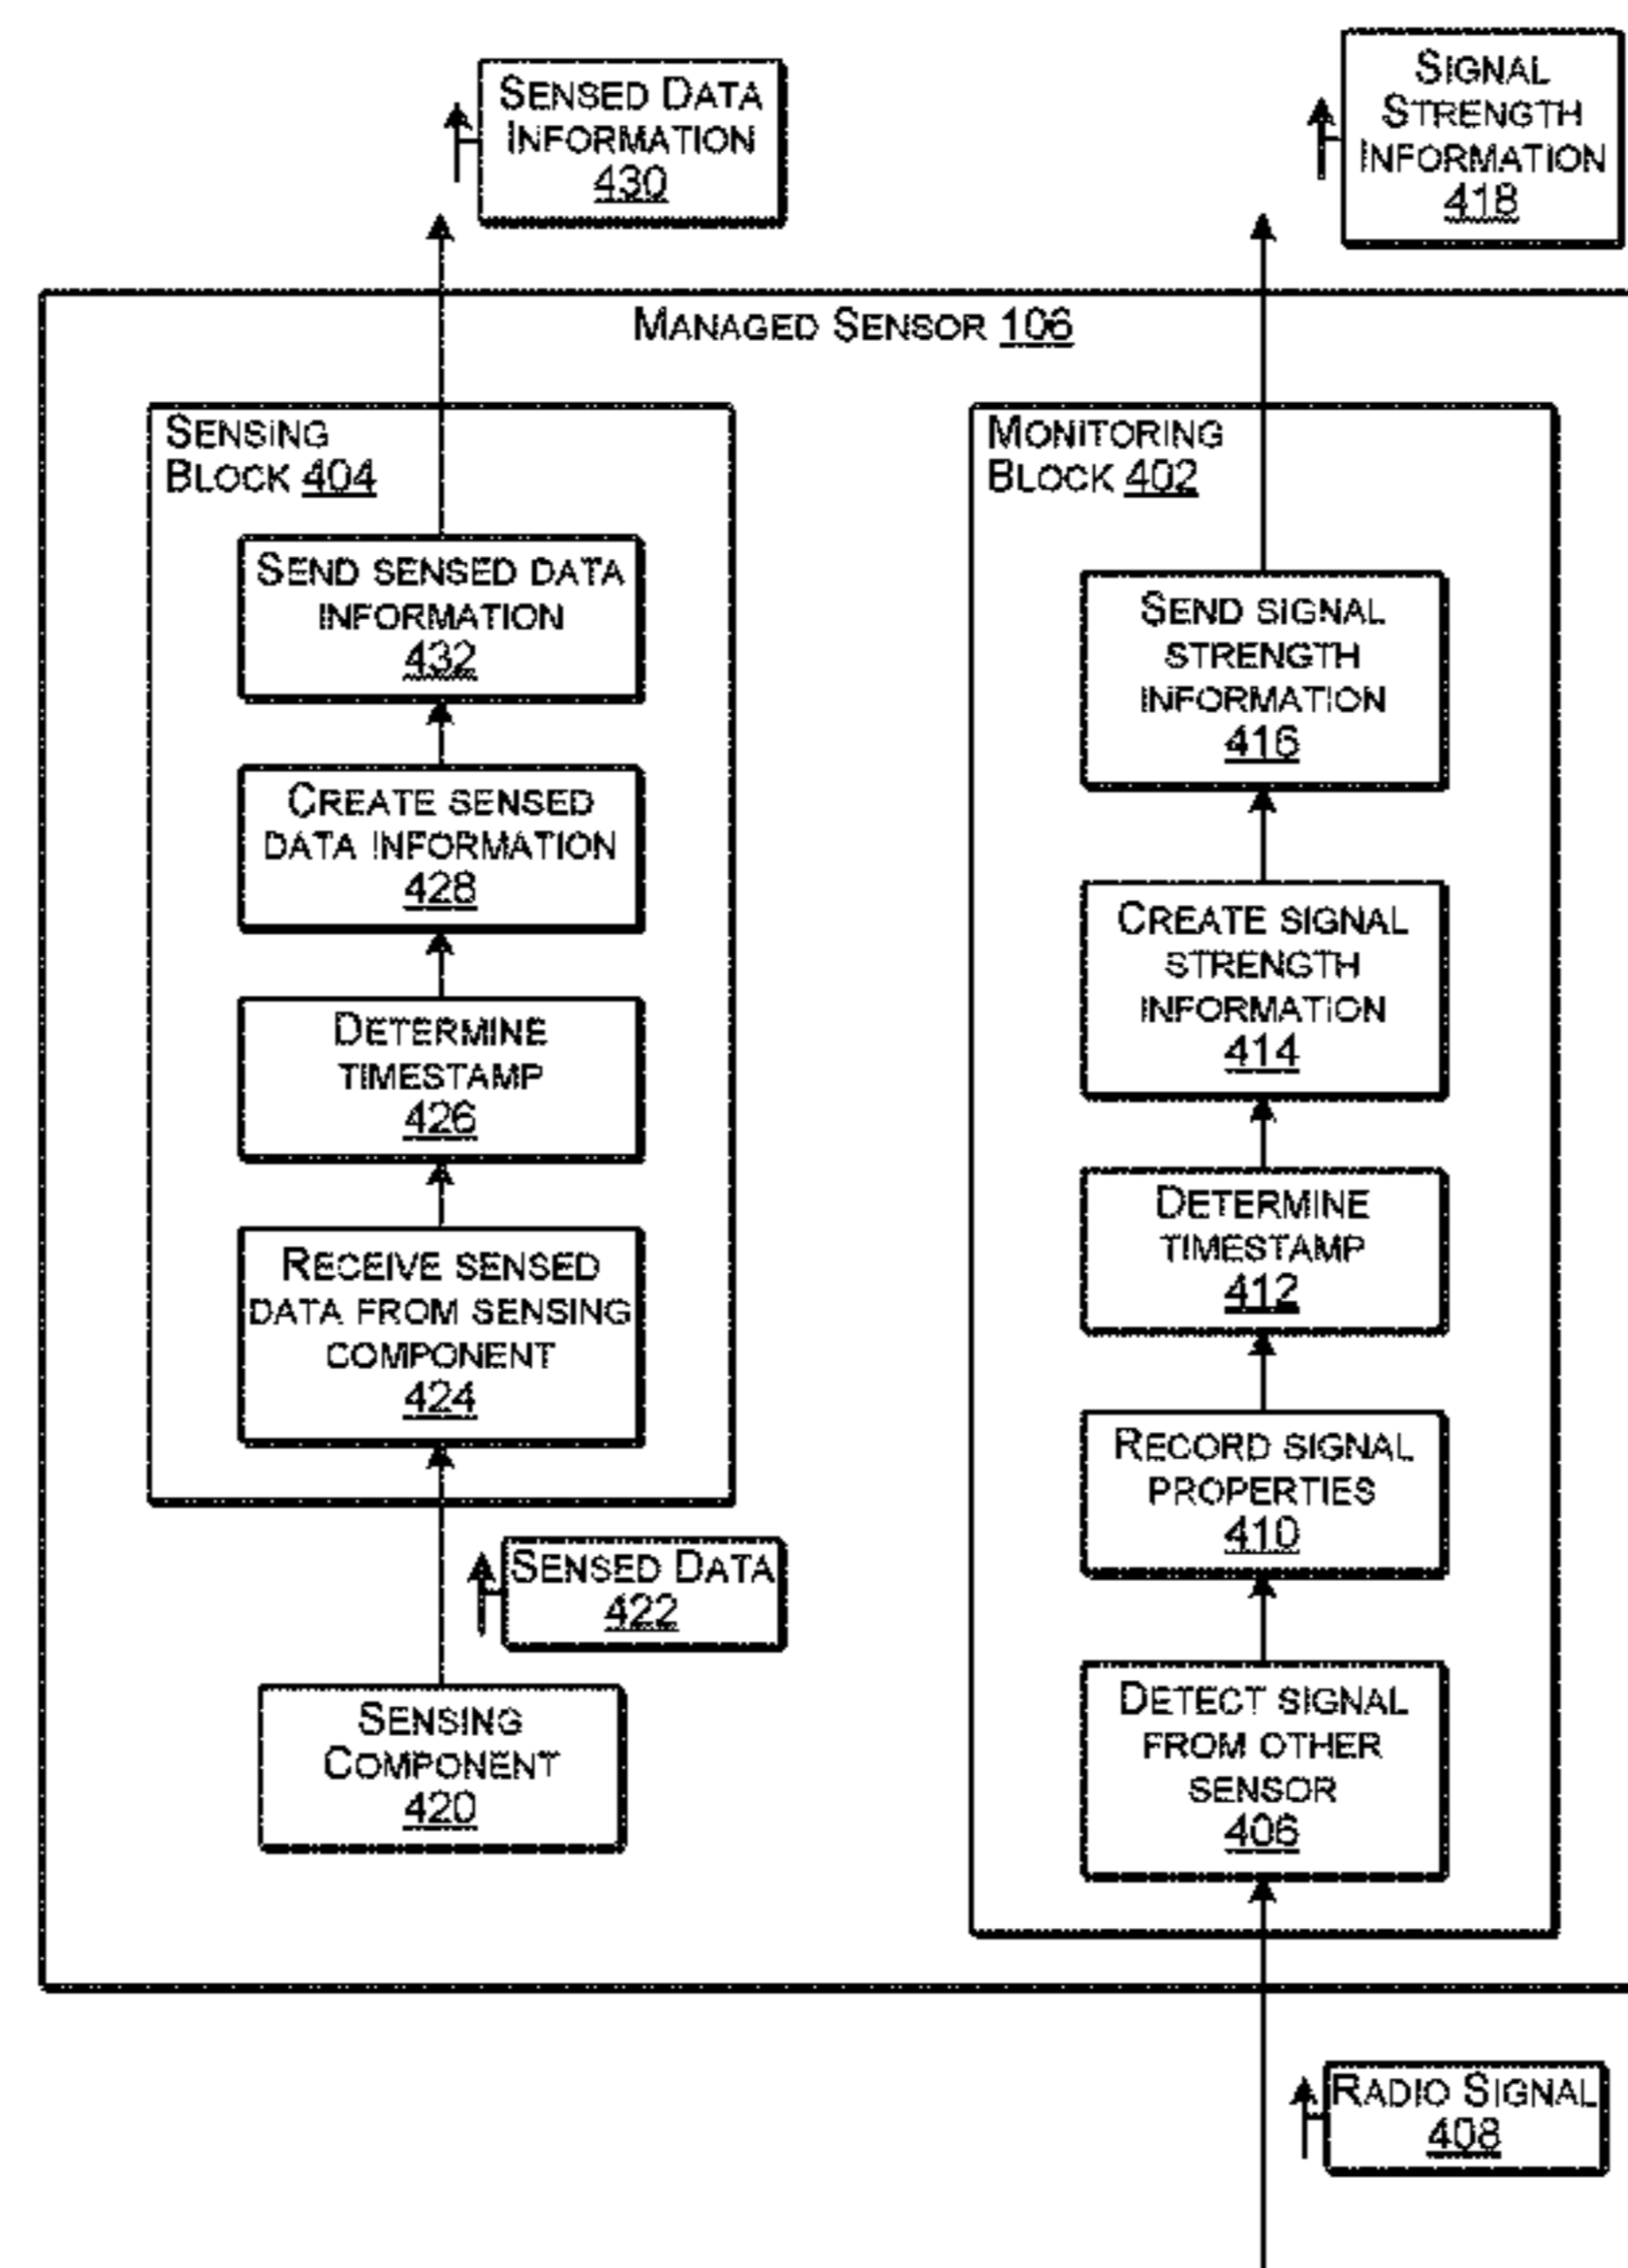 SENSED DATA
INFORMATION
430
SIGNAL
STRENGTH
INFORMATION
418
MANAGED SENSOR 106
SENSING
BLOCK 404
SEND SENSED DATA
INFORMATION
432
CREATE SENSED
DATA INFORMATION
428
DETERMINE
TIMESTAMP
426
RECEIVE SENSED
DATA FROM SENSING
COMPONENT
424
SENSED DATA
422
SENSING
COMPONENT
420
MONITORING
BLOCK 402
SEND SIGNAL
STRENGTH
INFORMATION
416
CREATE SIGNAL
STRENGTH
INFORMATION
414
DETERMINE
TIMESTAMP
412
RECORD SIGNAL
PROPERTIES
410
DETECT SIGNAL
FROM OTHER
SENSOR
406
RADIO SIGNAL
408